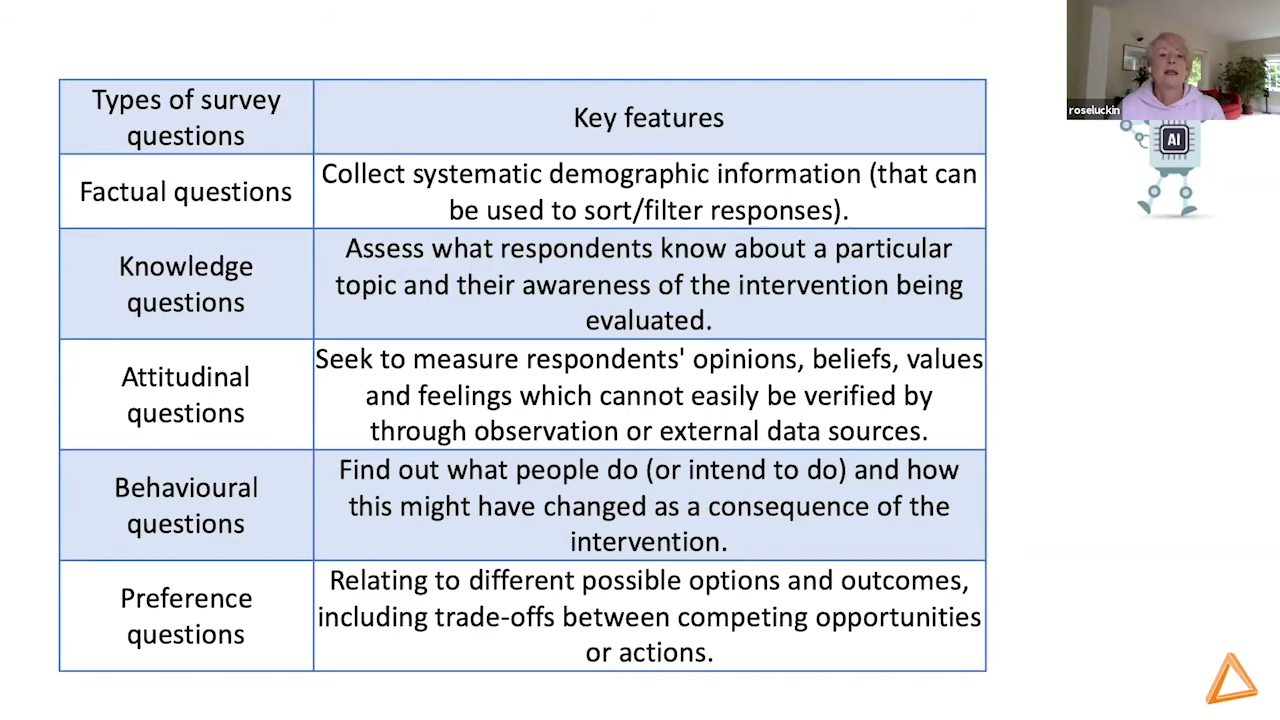 Types of survey
questions
Key features
Factual questions
Collect systematic demographic information (that can
be used to sort/filter responses).
Knowledge
questions
Assess what respondents know about a particular
topic and their awareness of the intervention being
evaluated.
Attitudinal
questions
Seek to measure respondents' opinions, beliefs, values
and feelings which cannot easily be verified by
through observation or external data sources.
Behavioural
questions
Find out what people do (or intend to do) and how
this might have changed as a consequence of the
intervention.
Preference
questions
Relating to different possible options and outcomes,
including trade-offs between competing opportunities
or actions.
roseluckin
AI